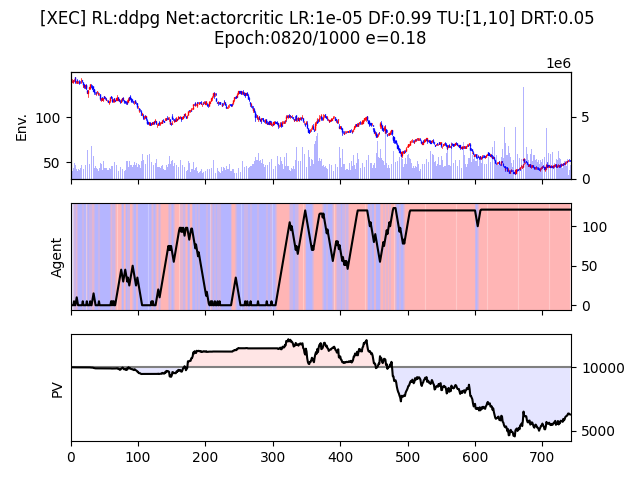 [XEC] RL:ddpg Net:actorcritic LR:1e-05 DF:0.99 TU:[1,10] DRT:0.05
Epoch:0820/1000 e=0.18
1e6
Env.
100
50
5
0
Agent
100
50
0
PV
10000
5000
0 100 200 300 400 500 600 700